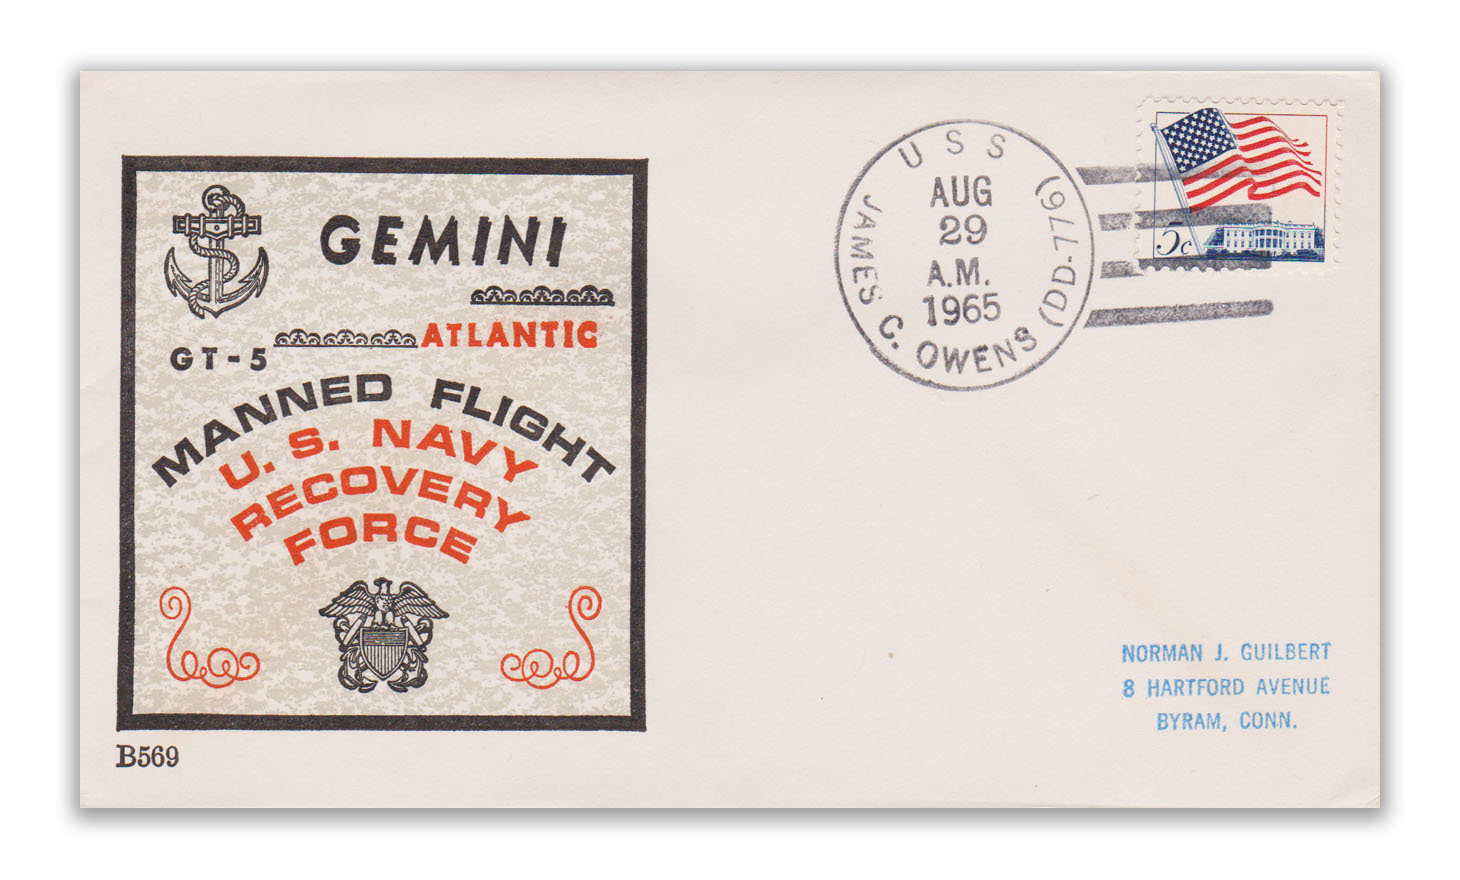 GEMINI
ATLANTIC
GT-5
MANNED FLIGHT
U.S. NAVY
RECOVERY
FORCE
B569
USS
JAMES C. OWENS (DD-776)
AUG
29
A.M.
1965
5c
NORMAN J. GUILBERT
8 HARTFORD AVENUE
BYRAM, CONN.